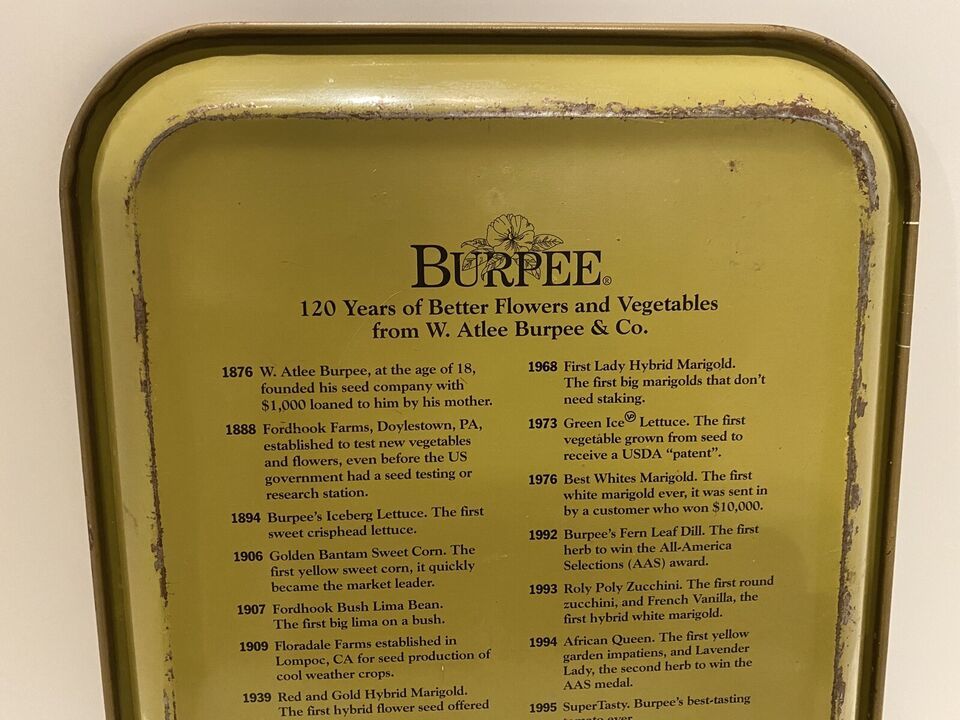 BURPEE®
120 Years of Better Flowers and Vegetables
from W. Atlee Burpee & Co.
1876 W. Atlee Burpee, at the age of 18,
founded his seed company with
$1,000 loaned to him by his mother.
1888 Fordhook Farms, Doylestown, PA,
established to test new vegetables
and flowers, even before the US
government had a seed testing or
research station.
1894 Burpee's Iceberg Lettuce. The first
sweet crisphead lettuce.
1906 Golden Bantam Sweet Corn. The
first yellow sweet corn, it quickly
became the market leader.
1907 Fordhook Bush Lima Bean.
The first big lima on a bush.
1909 Floradale Farms established in
Lompoc, CA for seed production of
cool weather crops.
1939 Red and Gold Hybrid Marigold.
The first hybrid flower seed offered
1968 First Lady Hybrid Marigold.
The first big marigolds that don't
need staking.
1973 Green Ice Lettuce. The first
vegetable grown from seed to
receive a USDA “patent”.
1976 Best Whites Marigold. The first
white marigold ever, it was sent in
by a customer who won $10,000.
1992 Burpee's Fern Leaf Dill. The first
herb to win the All-America
Selections (AAS) award.
1993 Roly Poly Zucchini. The first round
zucchini, and French Vanilla, the
first hybrid white marigold.
1994 African Queen. The first yellow
garden impatiens, and Lavender
Lady, the second herb to win the
AAS medal.
1995 SuperTasty. Burpee's best-tasting
tomato ever.